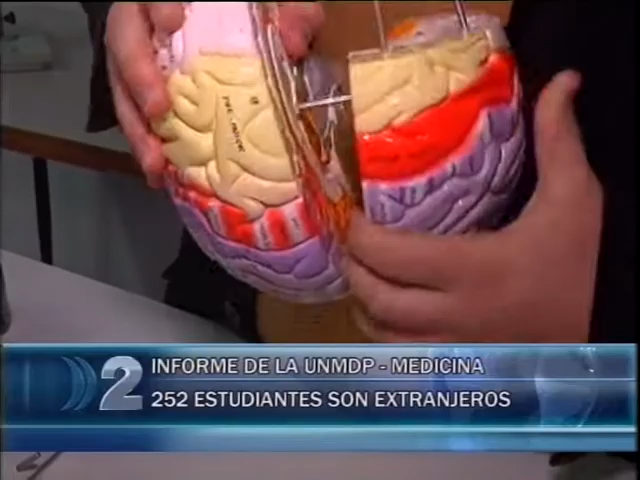 2
INFORME DE LA UNMDP - MEDICINA
252 ESTUDIANTES SON EXTRANJEROS